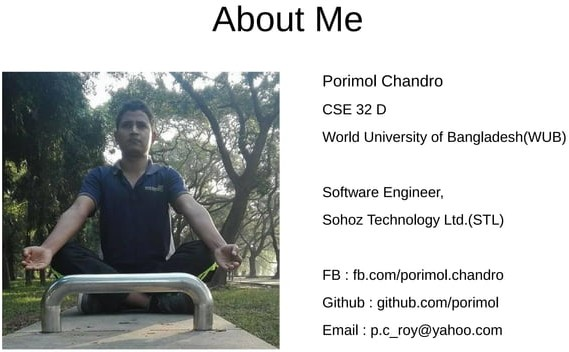 About Me
Porimol Chandro
CSE 32 D
World University of Bangladesh(WUB)
Software Engineer,
Sohoz Technology Ltd.(STL)
FB : fb.com/porimol.chandro
Github : github.com/porimol
Email : p.c_roy@yahoo.com